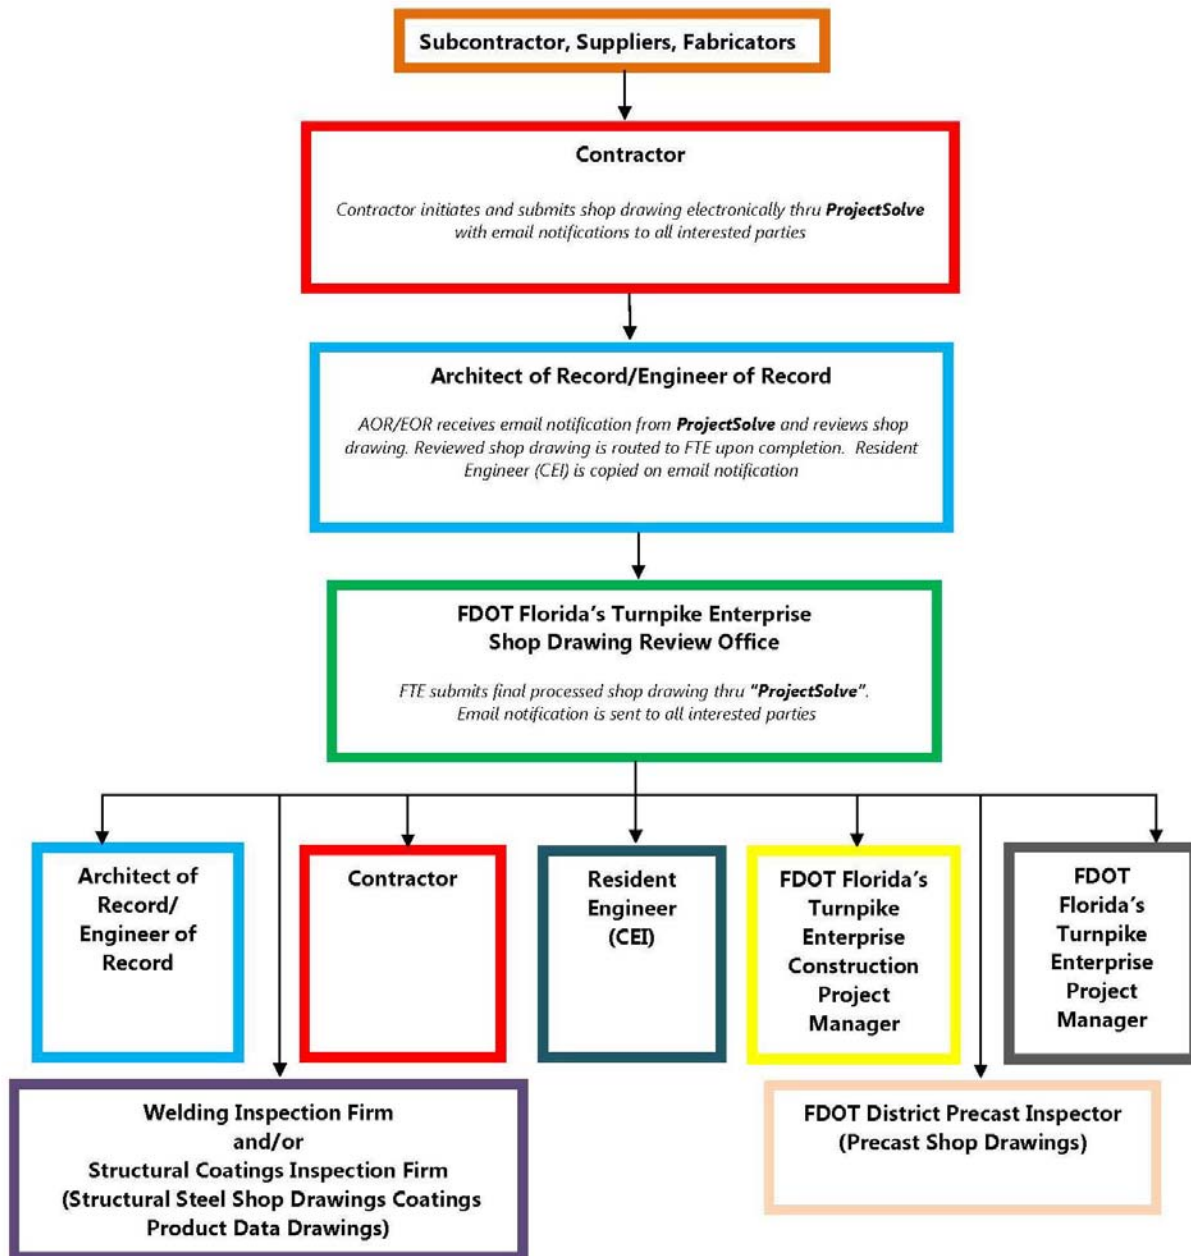 Subcontractor, Suppliers, Fabricators
Contractor
Contractor initiates and submits shop drawing electronically thru ProjectSolve
with email notifications to all interested parties
Architect of Record/Engineer of Record
AOR/EOR receives email notification from ProjectSolve and reviews shop
drawing. Reviewed shop drawing is routed to FTE upon completion. Resident
Engineer (CEI) is copied on email notification
FDOT Florida’s Turnpike Enterprise
Shop Drawing Review Office
FTE submits final processed shop drawing thru "ProjectSolve”.
Email notification is sent to all interested parties
Architect of
Record/
Engineer of
Record
Contractor
Resident
Engineer
(CEI)
FDOT Florida’s
Turnpike
Enterprise
Construction
Project
Manager
FDOT
Florida’s
Turnpike
Enterprise
Project
Manager
Welding Inspection Firm
and/or
Structural Coatings Inspection Firm
(Structural Steel Shop Drawings Coatings
Product Data Drawings)
FDOT District Precast Inspector
(Precast Shop Drawings)